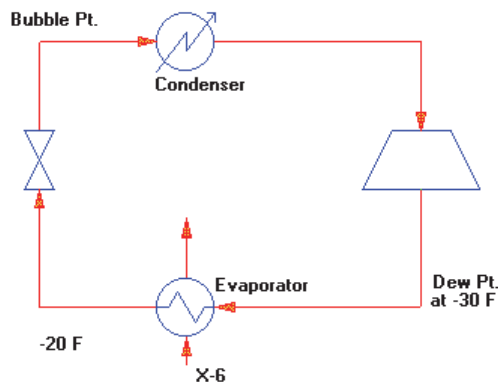 Bubble Pt.
Condenser
Evaporator
Dew Pt.
at -30 F
-20 F
X-6